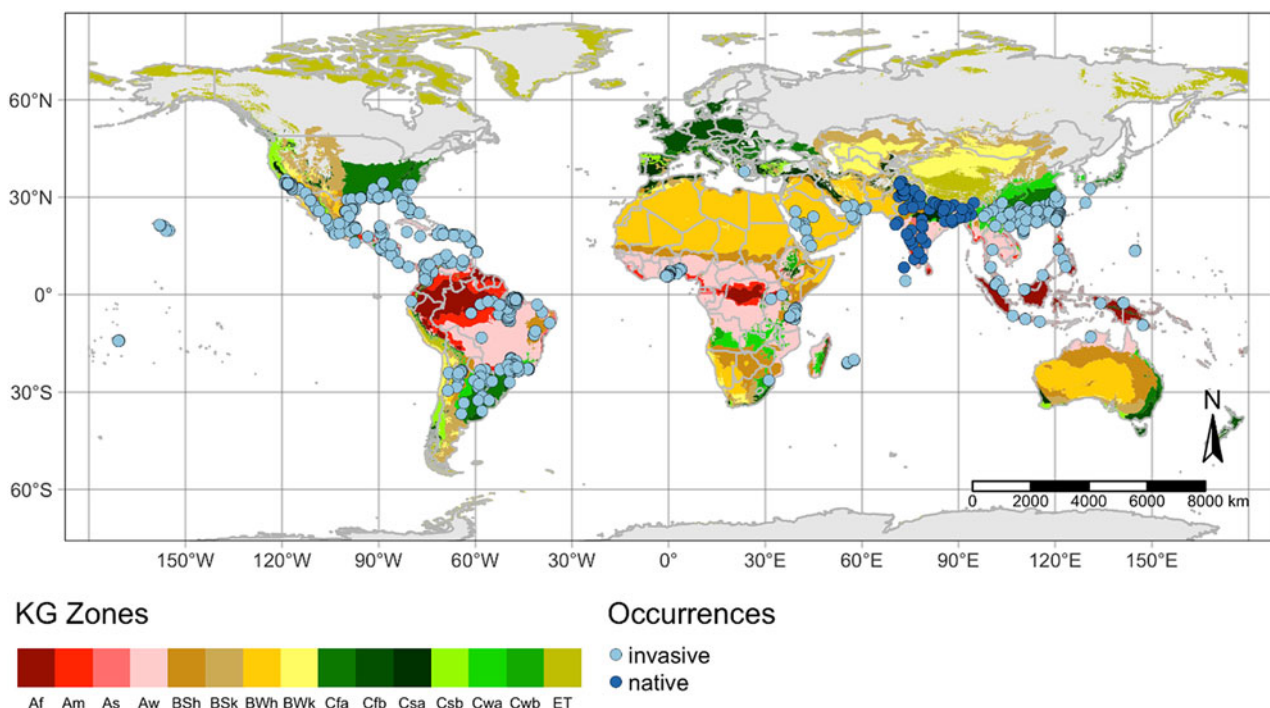 60°N
30°N
0°
30°S
60°S
N
0 2000 4000 6000 8000 km
150°W 120°W 90°W 60°W 30°W 0° 30°E 60°E 90°E 120°E 150°E
KG Zones
Af Am As Aw BSh BSk BWh BWk Cfa Cfb Csa Csb Cwa Cwb ET
Occurrences
invasive
native